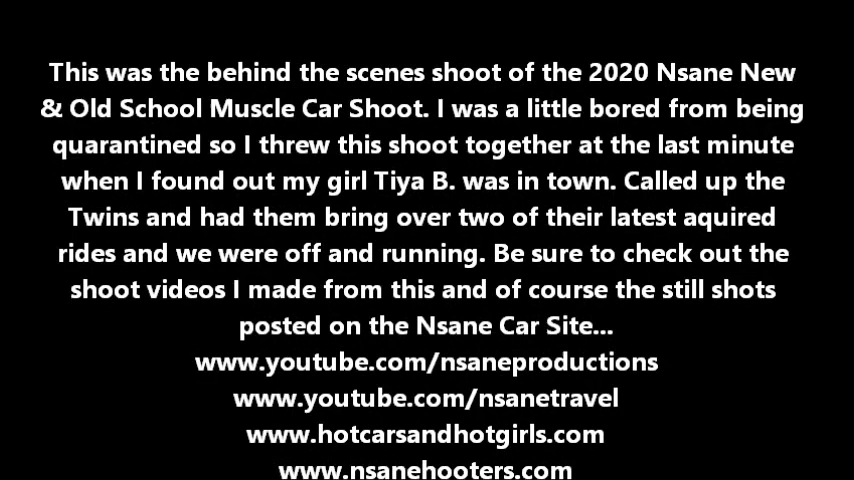 This was the behind the scenes shoot of the 2020 Nsane New
& Old School Muscle Car Shoot. I was a little bored from being
quarantined so I threw this shoot together at the last minute
when I found out my girl Tiya B. was in town. Called up the
Twins and had them bring over two of their latest aquired
rides and we were off and running. Be sure to check out the
shoot videos I made from this and of course the still shots
posted on the Nsane Car Site...
www.youtube.com/nsaneproductions
www.youtube.com/nsanetravel
www.hotcarsandhotgirls.com
www.nsanehooters.com